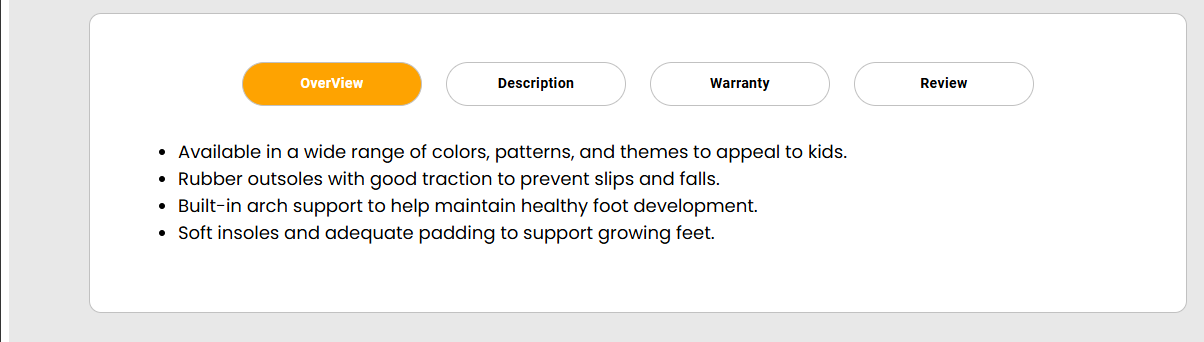 OverView
Description
Warranty
Review
Available in a wide range of colors, patterns, and themes to appeal to kids.
Rubber outsoles with good traction to prevent slips and falls.
Built-in arch support to help maintain healthy foot development.
Soft insoles and adequate padding to support growing feet.